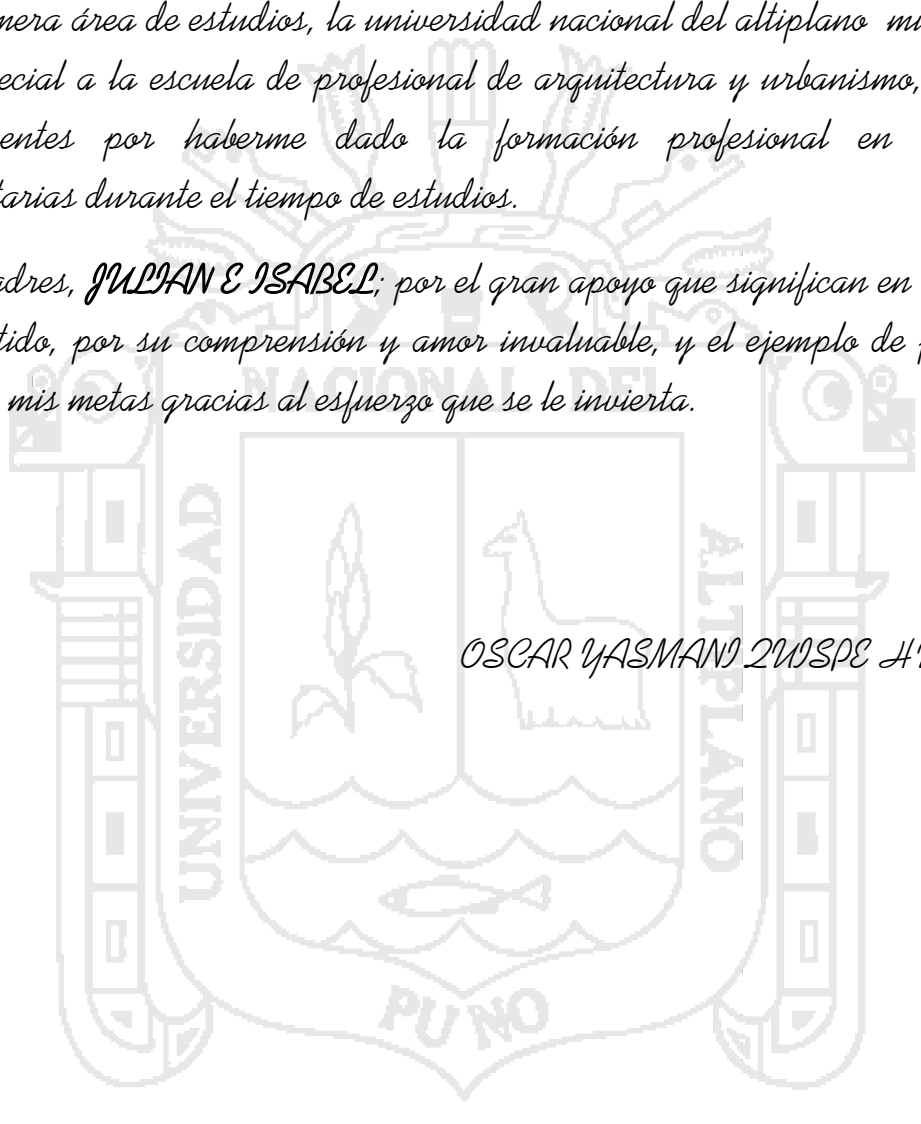 mera área de estudios, la universidad nacional del altiplano mi
ecial a la escuela de profesional de arquitectura y urbanismo,
entes por haberme dado la formación profesional en
tarias durante el tiempo de estudios.
adres, JULIAN E ISABEL; por el gran apoyo que significan en
tido, por su comprensión y amor invaluable, y el ejemplo de
mis metas gracias al esfuerzo que se le invierta.
NACIONAL DEL
UNIVERSIDAD
ALTIPLANO
OSCAR YASMANI QUISPE
PUNO